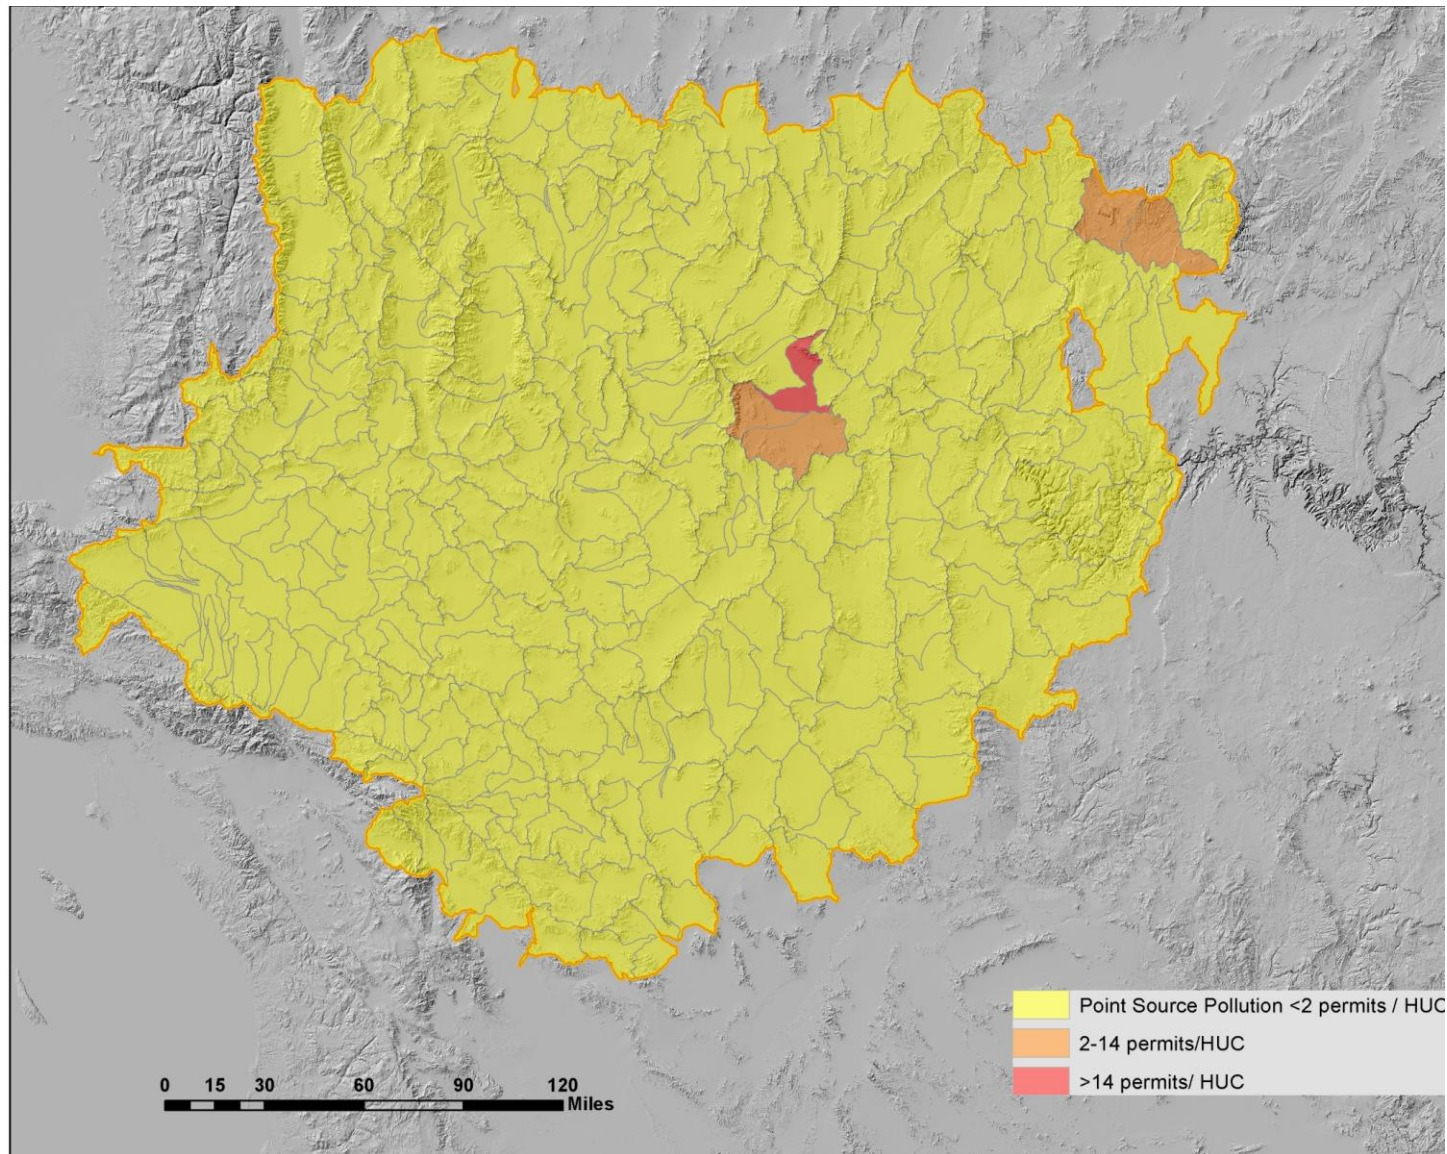 Point Source Pollution <2 permits / HUC
2-14 permits/HUC
>14 permits/ HUC
0 15 30 60 90 120
Miles